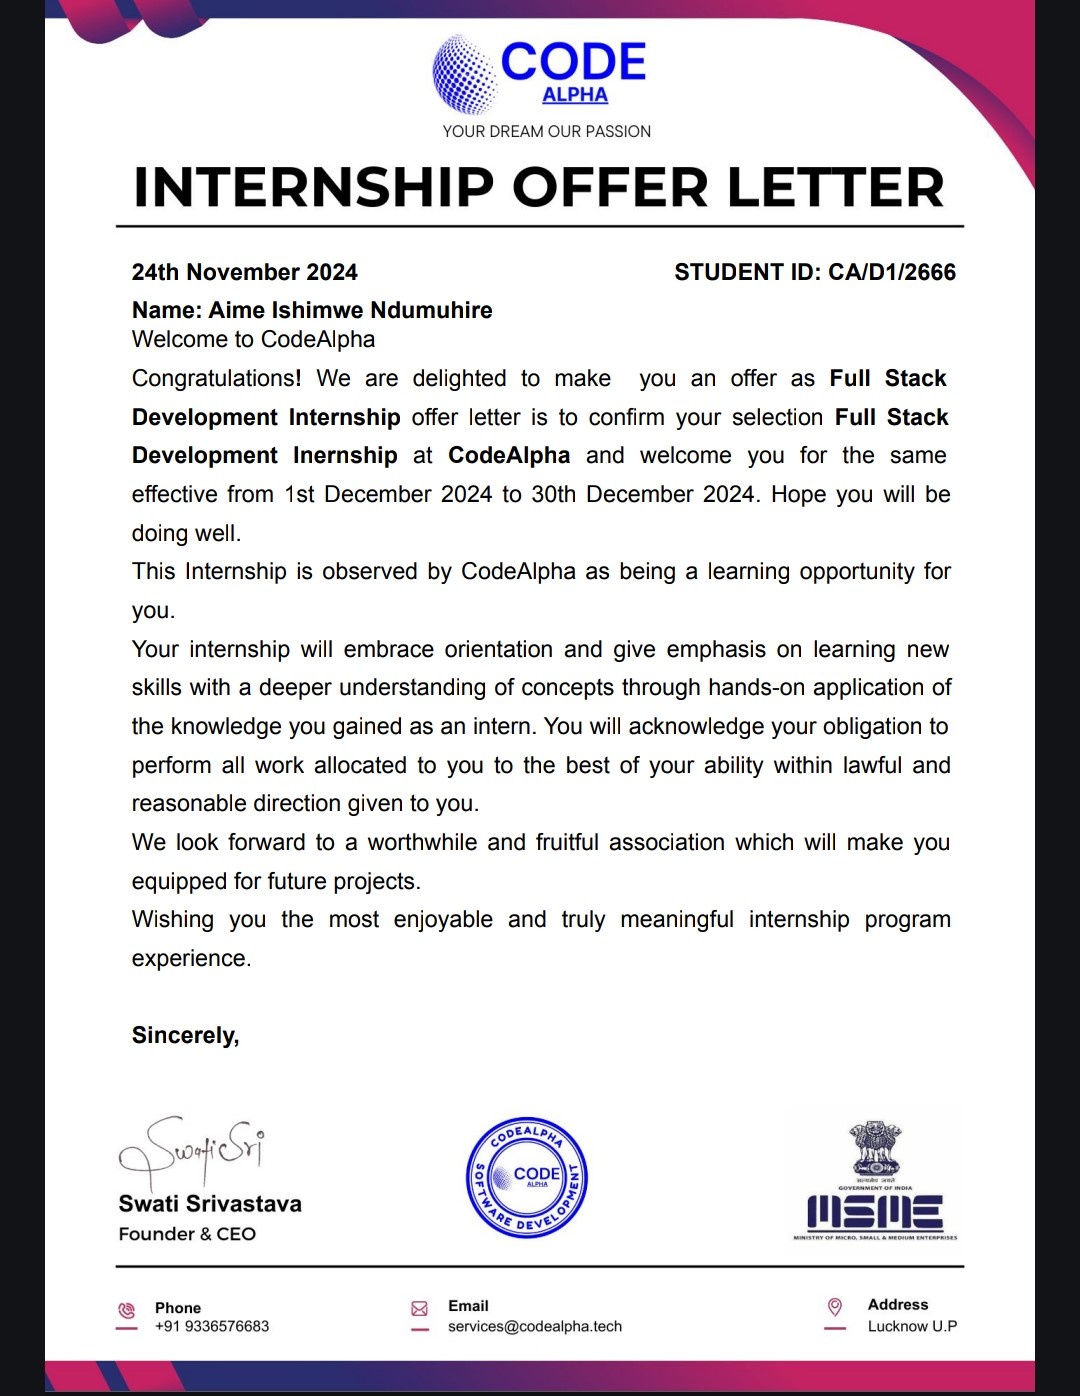 CODE
ALPHA
YOUR DREAM OUR PASSION
INTERNSHIP OFFER LETTER
24th November 2024 STUDENT ID: CA/D1/2666
Name: Aime Ishimwe Ndumuhire
Welcome to CodeAlpha
Congratulations! We are delighted to make you an offer as Full Stack
Development Internship offer letter is to confirm your selection Full Stack
Development Inernship at CodeAlpha and welcome you for the same
effective from 1st December 2024 to 30th December 2024. Hope you will be
doing well.
This Internship is observed by CodeAlpha as being a learning opportunity for
you.
Your internship will embrace orientation and give emphasis on learning new
skills with a deeper understanding of concepts through hands-on application of
the knowledge you gained as an intern. You will acknowledge your obligation to
perform all work allocated to you to the best of your ability within lawful and
reasonable direction given to you.
We look forward to a worthwhile and fruitful association which will make you
equipped for future projects.
Wishing you the most enjoyable and truly meaningful internship program
experience.
Sincerely,
Swati Sri
Swati Srivastava
Founder & CEO
CODEALPHA
CODE
ALPHA
SOFTWARE DEVELOPMENT
सत्यमेव जयते
GOVERNMENT OF INDIA
MSME
MINISTRY OF MICRO, SMALL & MEDIUM ENTERPRISES
Phone
+91 9336576683
Email
services@codealpha.tech
Address
Lucknow U.P